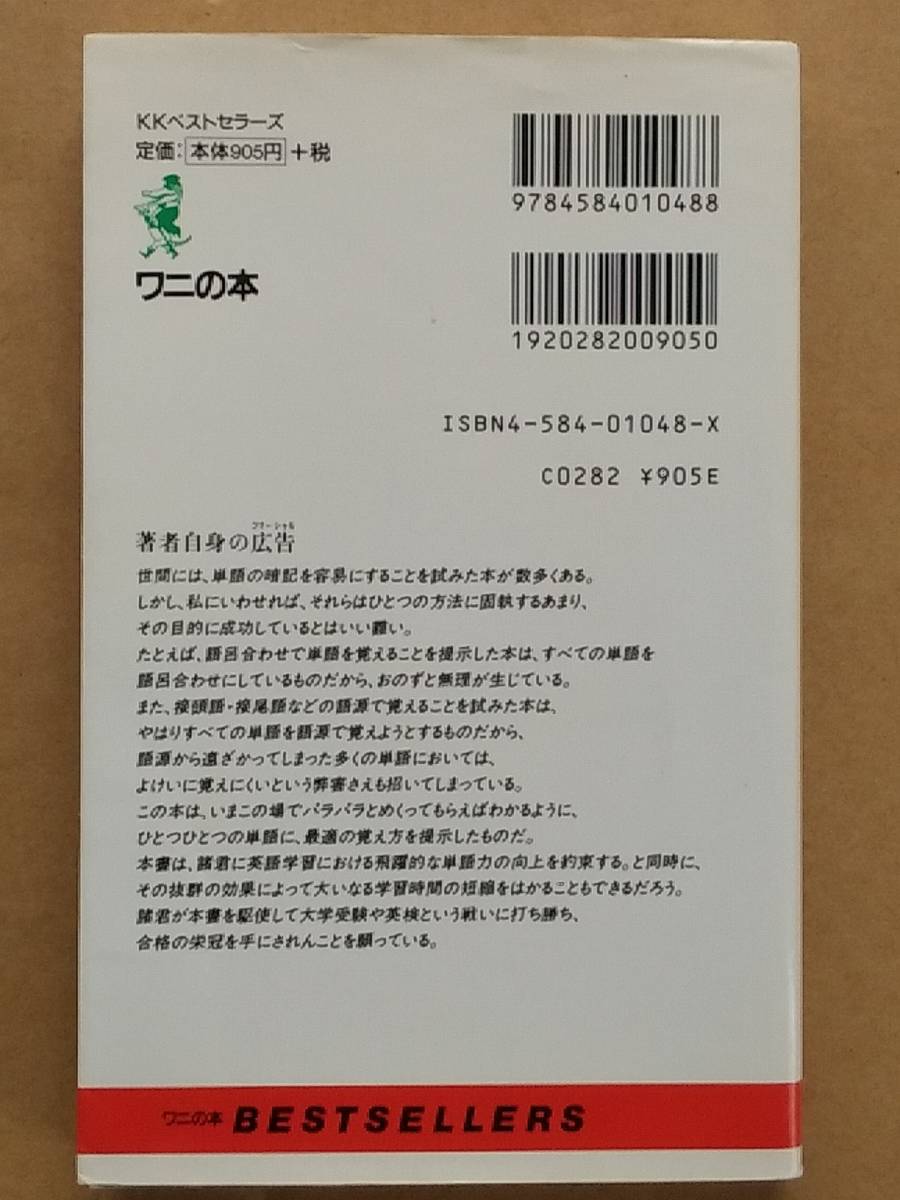 KKベストセラーズ
定価：本体905円+税
ワニの本
9784584010488
1920282009050
ISBN4-584-01048-X
C0282 ¥905E
著者自身の広告
世間には、単語の暗記を容易にすることを試みた本が数多くある。
しかし、私にいわせれば、それらはひとつの方法に固執するあまり、
その目的に成功しているとはいい難い。
たとえば、語呂合わせで単語を覚えることを提示した本は、すべての単語を
語呂合わせにしているものだから、おのずと無理が生じている。
また、接頭語・接尾語などの語源で覚えることを試みた本は、
やはりすべての単語を語源で覚えようとするものだから、
語源から遠ざかってしまった多くの単語においては、
よけいに覚えにくいという弊害さえも招いてしまっている。
この本は、いまこの場でパラパラとめくってもらえばわかるように、
ひとつひとつの単語に、最適の覚え方を提示したものだ。
本書は、諸君に英語学習における飛躍的な単語力の向上を約束する。と同時に、
その抜群の効果によって大いなる学習時間の短縮をはかることもできるだろう。
諸君が本書を駆使して大学受験や英検という戦いに打ち勝ち、
合格の栄冠を手にされんことを願っている。
ワニの本 BESTSELLERS